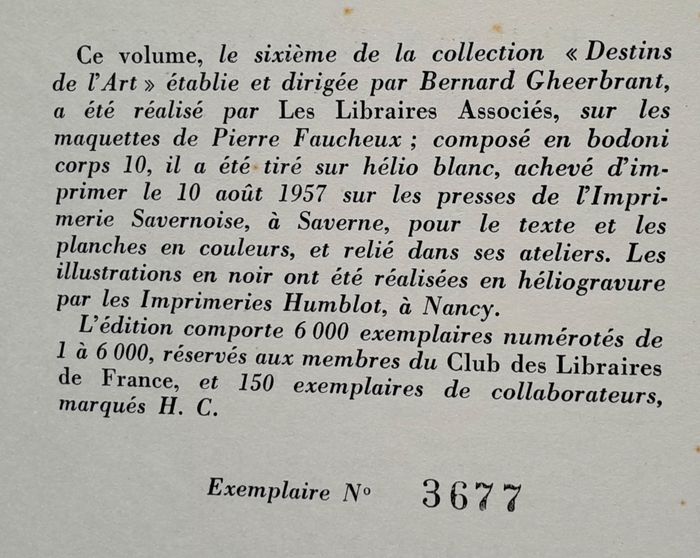 Ce volume, le sixième de la collection « Destins
de l'Art » établie et dirigée par Bernard Gheerbrant,
a été réalisé par Les Libraires Associés, sur les
maquettes de Pierre Faucheux ; composé en bodoni
corps 10, il a été tiré sur hélio blanc, achevé d'im-
primer le 10 août 1957 sur les presses de l'Impri-
merie Savernoise, à Saverne, pour le texte et les
planches en couleurs, et relié dans ses ateliers. Les
illustrations en noir ont été réalisées en héliogravure
par les Imprimeries Humblot, à Nancy.
L'édition comporte 6 000 exemplaires numérotés de
1 à 6 000, réservés aux membres du Club des Libraires
de France, et 150 exemplaires de collaborateurs,
marqués H. C.
Exemplaire Nº 3677